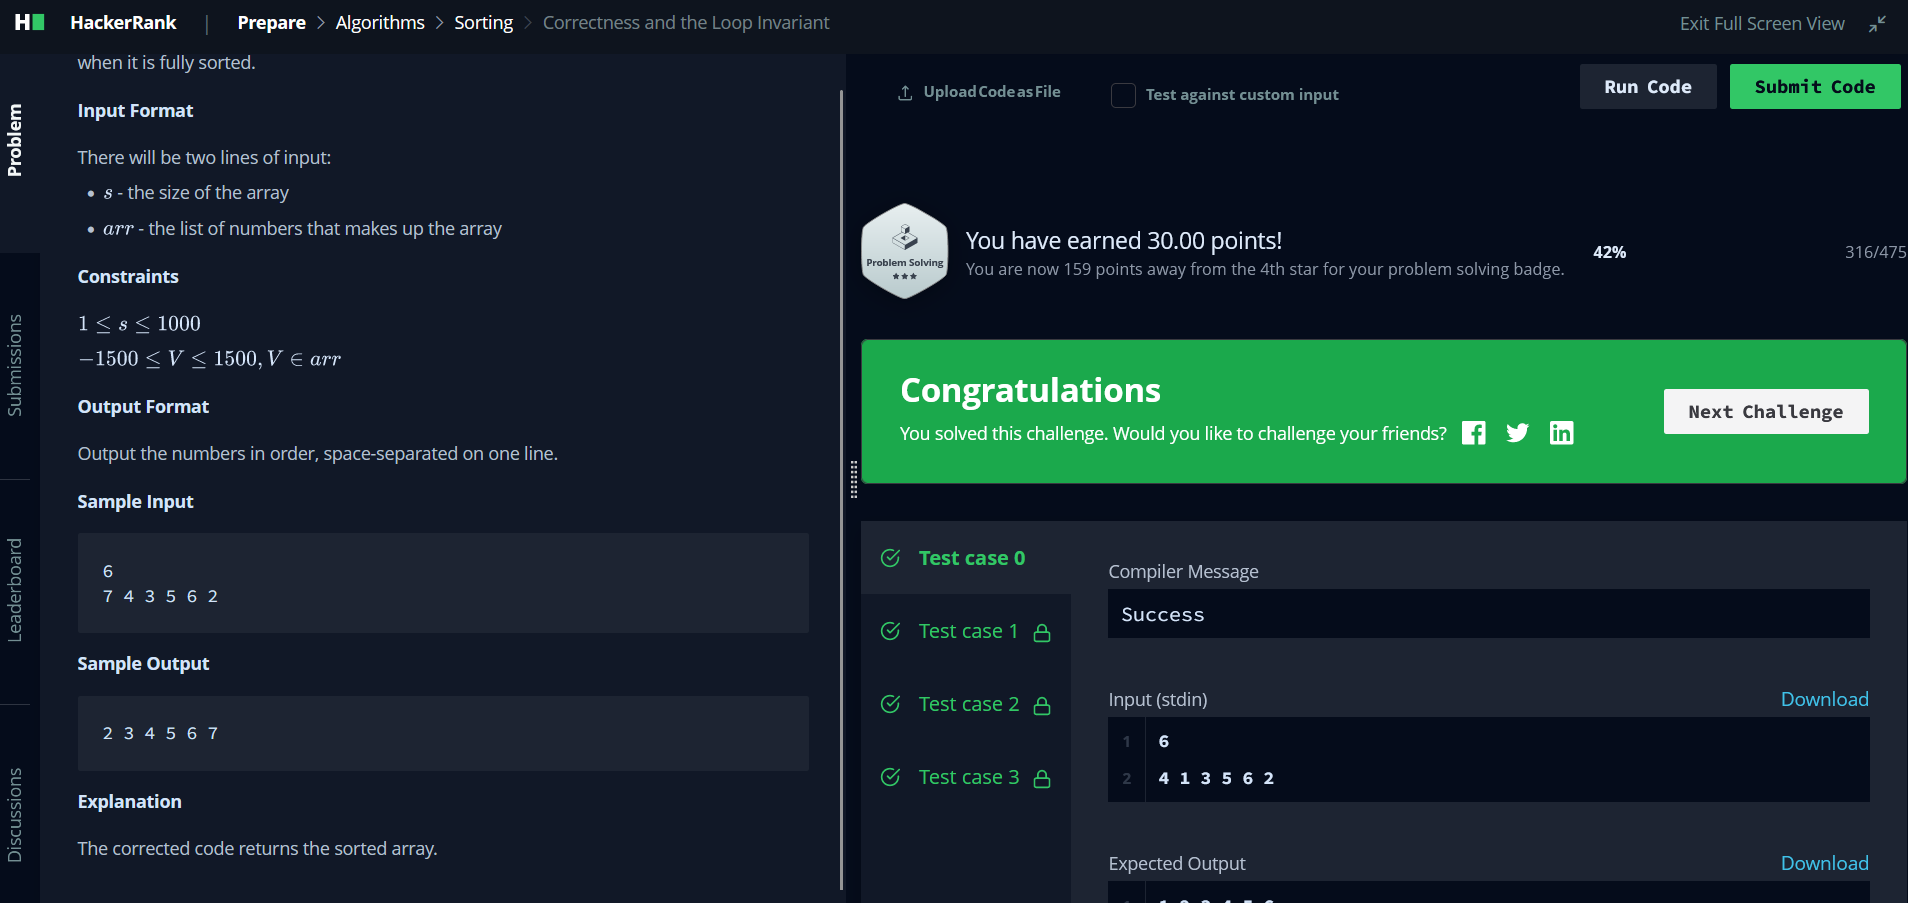 H HackerRank | Prepare > Algorithms > Sorting > Correctness and the Loop Invariant
Exit Full Screen View
Problem
Submissions
Leaderboard
Discussions
when it is fully sorted.
Input Format
There will be two lines of input:
• s - the size of the array
• arr - the list of numbers that makes up the array
Constraints
1 ≤ s ≤ 1000
−1500 ≤ V ≤ 1500, V ∈ arr
Output Format
Output the numbers in order, space-separated on one line.
Sample Input
6
7 4 3 5 6 2
Sample Output
2 3 4 5 6 7
Explanation
The corrected code returns the sorted array.
Upload Code as File
Test against custom input
Run Code
Submit Code
Problem Solving
You have earned 30.00 points!
You are now 159 points away from the 4th star for your problem solving badge.
42%
316/475
Congratulations
You solved this challenge. Would you like to challenge your friends?
Next Challenge
Test case 0
Test case 1
Test case 2
Test case 3
Compiler Message
Success
Input (stdin)
Download
1 6
2 4 1 3 5 6 2
Expected Output
Download